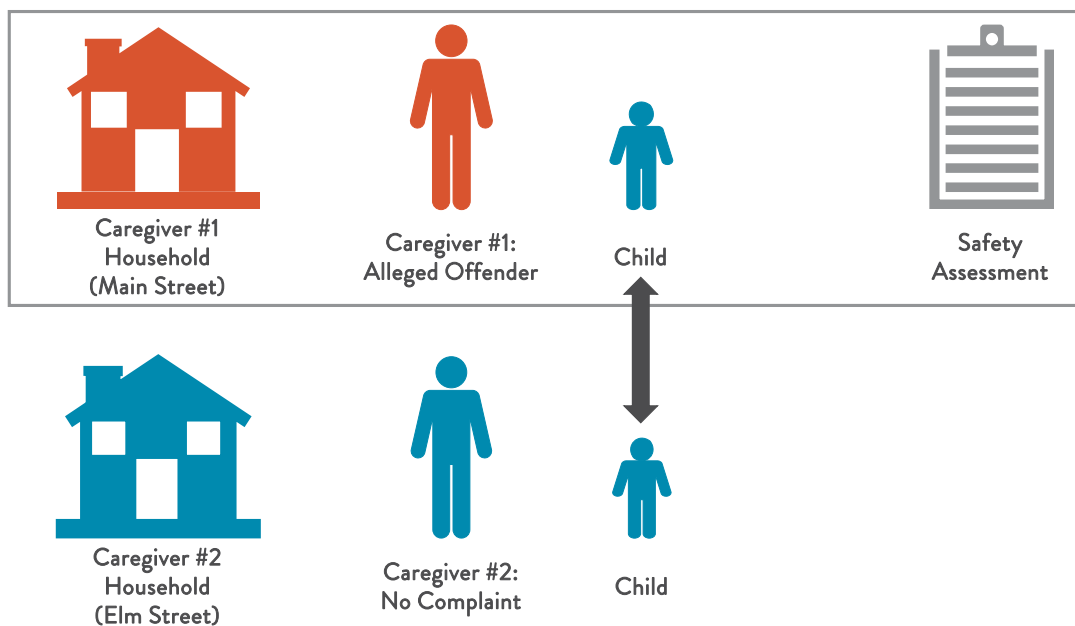 Caregiver #1
Household
(Main Street)
Caregiver #1:
Alleged Offender
Child
Safety
Assessment
Caregiver #2
Household
(Elm Street)
Caregiver #2:
No Complaint
Child